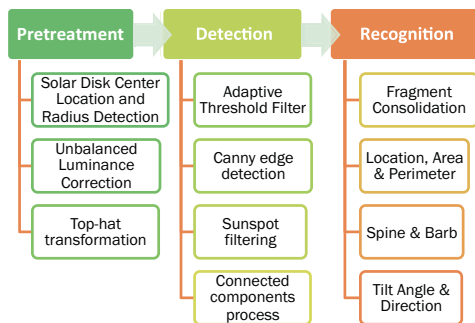 Pretreatment
Detection
Recognition
Solar Disk Center
Location and
Radius Detection
Unbalanced
Luminance
Correction
Top-hat
transformation
Adaptive
Threshold Filter
Canny edge
detection
Sunspot
filtering
Connected
components
process
Fragment
Consolidation
Location, Area
& Perimeter
Spine & Barb
Tilt Angle &
Direction